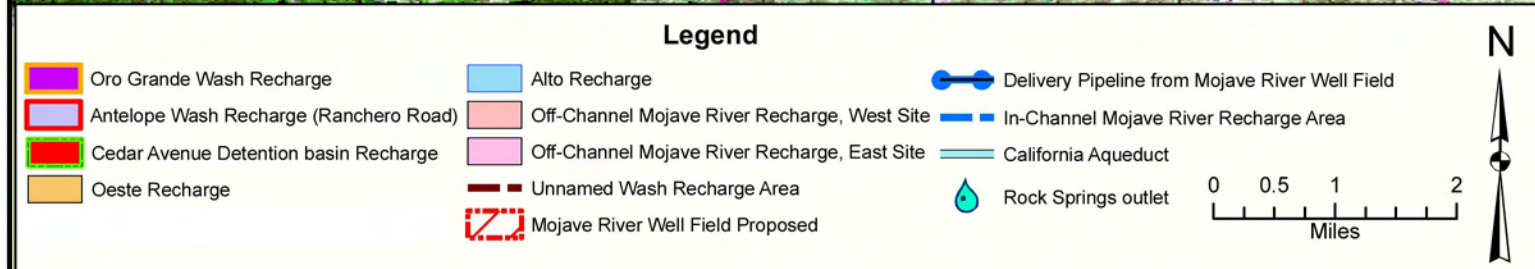 Legend
Oro Grande Wash Recharge
Antelope Wash Recharge (Ranchero Road)
Cedar Avenue Detention basin Recharge
Oeste Recharge
Alto Recharge
Off-Channel Mojave River Recharge, West Site
Off-Channel Mojave River Recharge, East Site
Unnamed Wash Recharge Area
Mojave River Well Field Proposed
Delivery Pipeline from Mojave River Well Field
In-Channel Mojave River Recharge Area
California Aqueduct
Rock Springs outlet
0 0.5 1 2
Miles
N